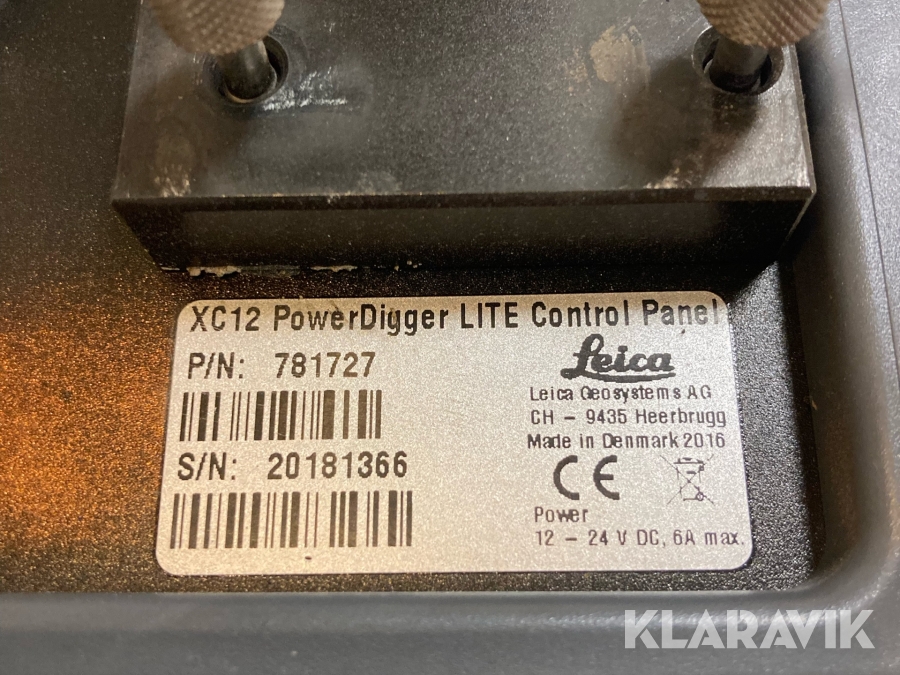 XC12 PowerDigger LITE Control Panel
P/N: 781727
Leica
Leica Geosystems AG
CH - 9435 Heerbrugg
Made in Denmark 2016
S/N: 20181366
CE
Power
12 - 24 V DC, 6A max.
KLARAVIK